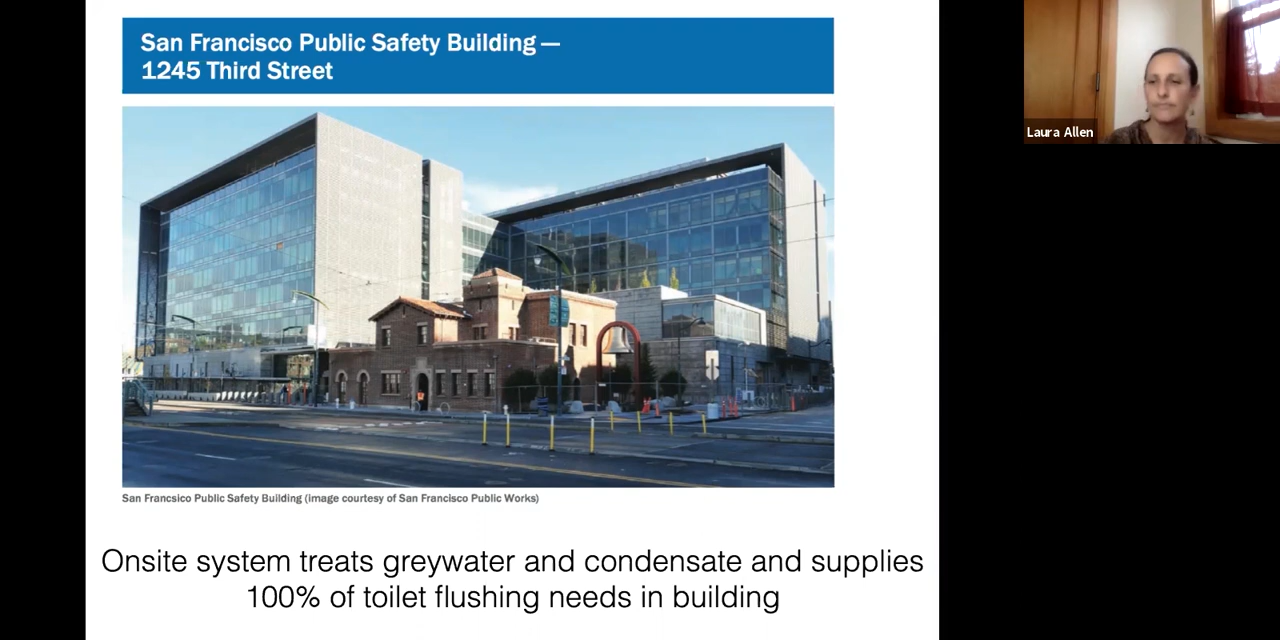 San Francisco Public Safety Building —
1245 Third Street
Laura Allen
San Francsico Public Safety Building (image courtesy of San Francisco Public Works)
Onsite system treats greywater and condensate and supplies
100% of toilet flushing needs in building